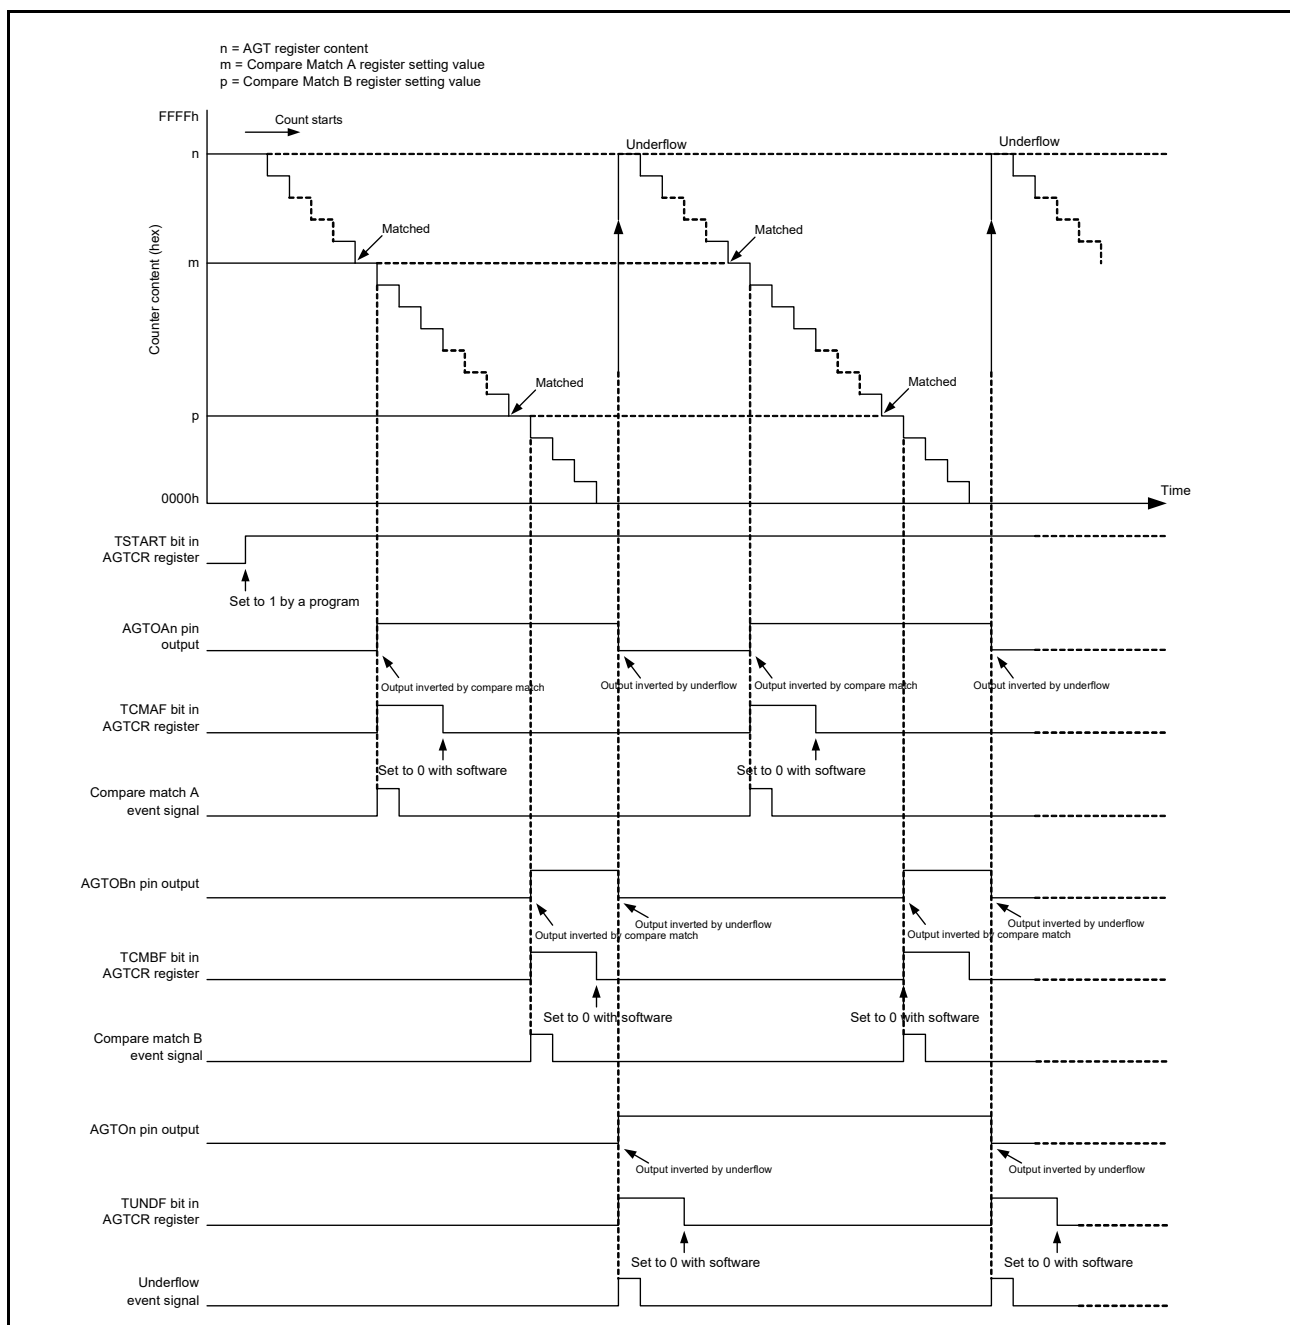 n = AGT register content
m = Compare Match A register setting value
p = Compare Match B register setting value
FFFFh
Count starts
n
Underflow
Underflow
Matched
Matched
m
Counter content (hex)
Matched
Matched
p
0000h
Time
TSTART bit in
AGTCR register
Set to 1 by a program
AGTOAn pin
output
Output inverted by compare match
Output inverted by underflow
Output inverted by compare match
Output inverted by underflow
TCMAF bit in
AGTCR register
Set to 0 with software
Set to 0 with software
Compare match A
event signal
AGTOBn pin output
Output inverted by compare match
Output inverted by underflow
Output inverted by compare match
Output inverted by underflow
TCMBF bit in
AGTCR register
Set to 0 with software
Set to 0 with software
Compare match B
event signal
AGTOn pin output
Output inverted by underflow
Output inverted by underflow
TUNDF bit in
AGTCR register
Set to 0 with software
Set to 0 with software
Underflow
event signal